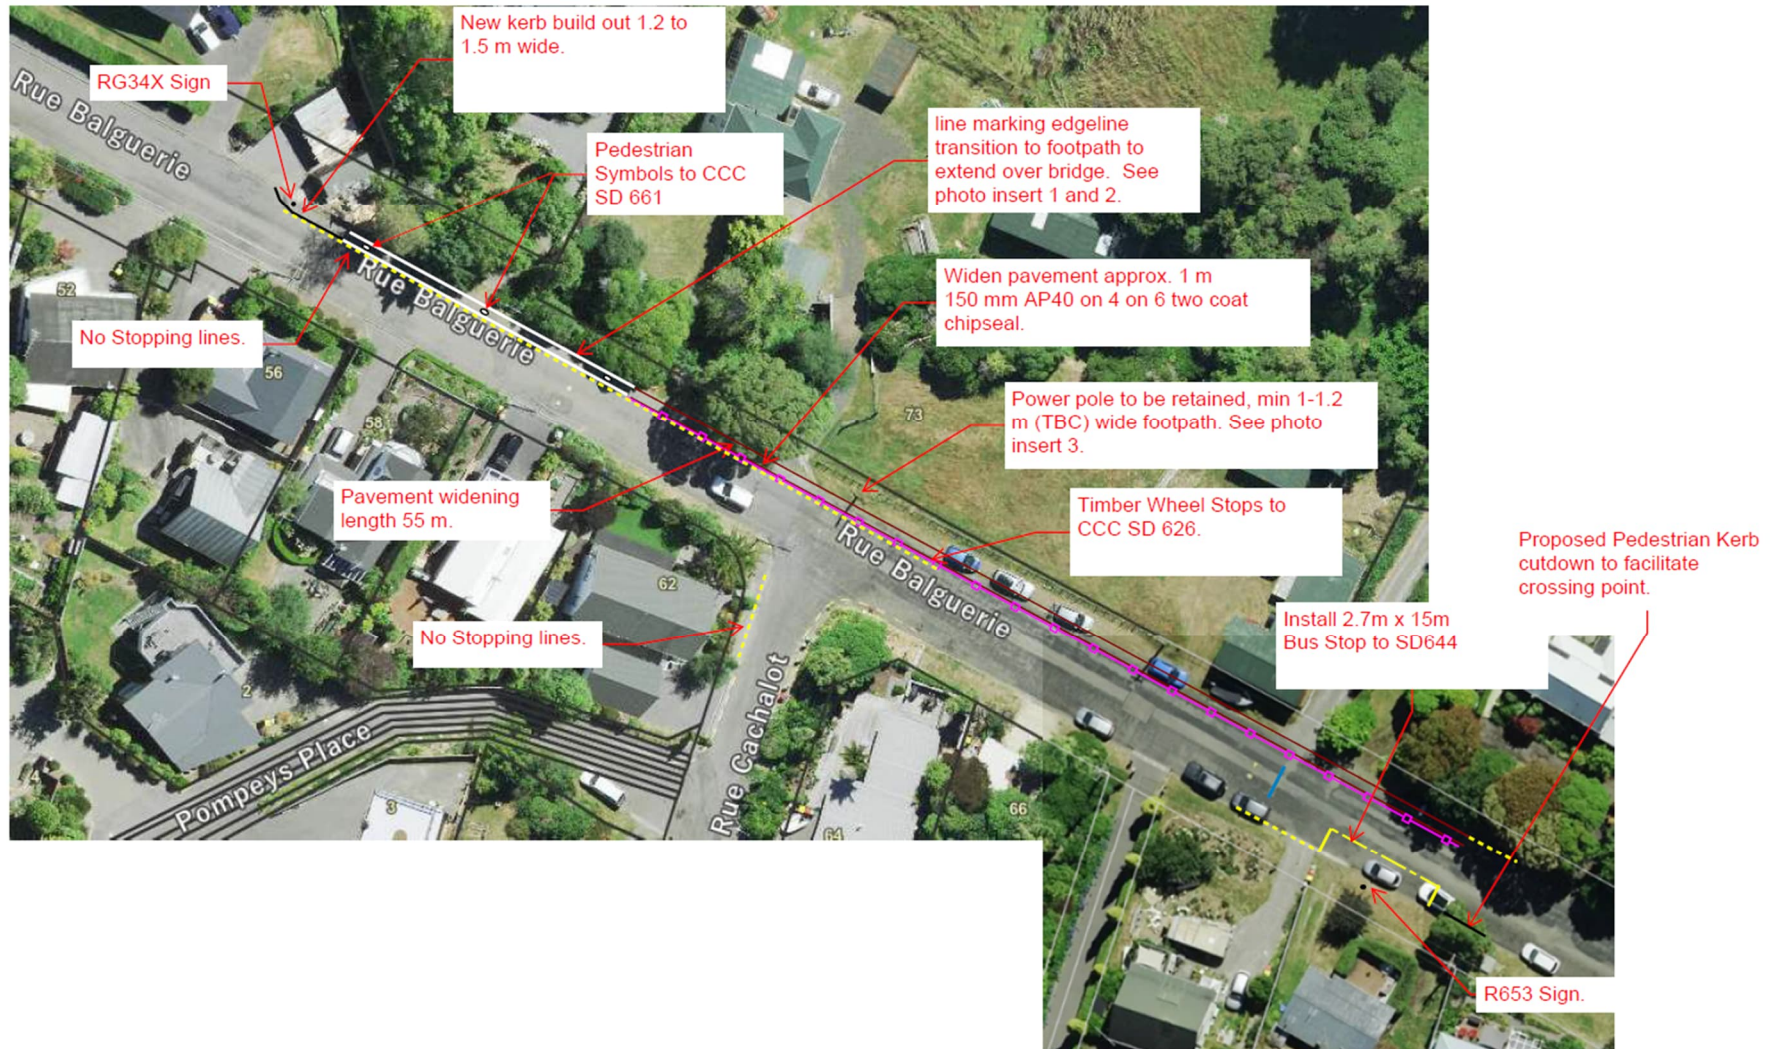 New kerb build out 1.2 to
1.5 m wide.
RG34X Sign
Rue Balguerie
Pedestrian
Symbols to CCC
SD 661
line marking edgeline
transition to footpath to
extend over bridge. See
photo insert 1 and 2.
Rue Balguerie
No Stopping lines.
52
56
58
Widen pavement approx. 1 m
150 mm AP40 on 4 on 6 two coat
chipseal.
73
Power pole to be retained, min 1-1.2
m (TBC) wide footpath. See photo
insert 3.
Pavement widening
length 55 m.
Timber Wheel Stops to
CCC SD 626.
Rue Balguerie
Proposed Pedestrian Kerb
cutdown to facilitate
crossing point.
62
No Stopping lines.
Install 2.7m x 15m
Bus Stop to SD644
2
Pompeys Place
Rue Cachalot
4
3
64
66
R653 Sign.